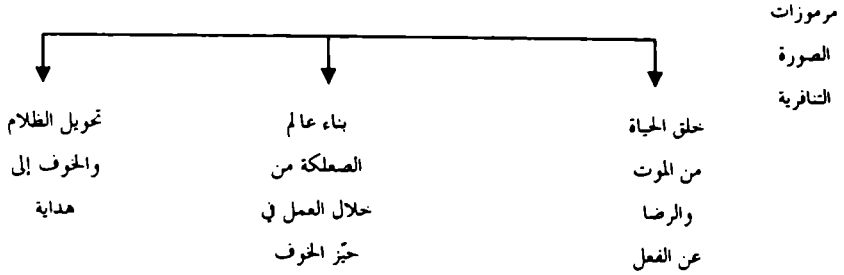 مرموزات
الصورة
التنافرية
خلق الحياة
من الموت
والرضا
عن الفعل
بناء عالم
الصعلكة من
خلال العمل في
حيّز الخوف
تحويل الظلام
والخوف إلى
هداية